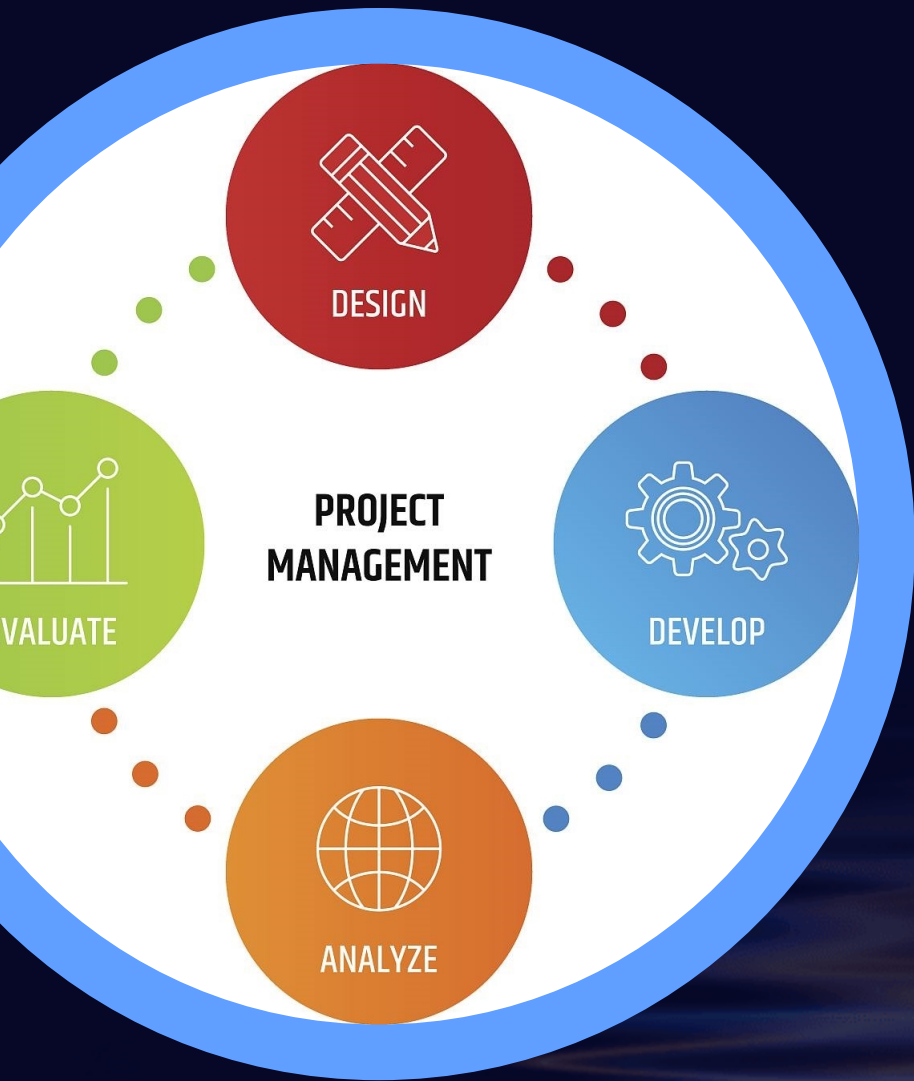 DESIGN
PROJECT
MANAGEMENT
VALUATE
DEVELOP
ANALYZE